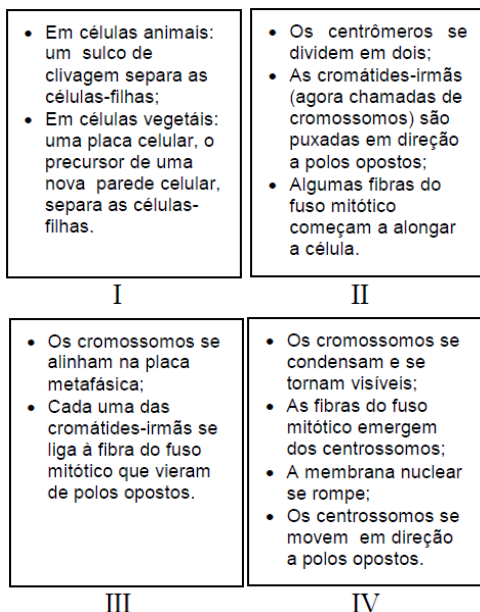 • Em células animais:
um sulco de
clivagem separa as
células-filhas;
• Em células vegetáis:
uma placa celular, o
precursor de uma
nova parede celular,
separa as células-
filhas.
I
• Os centrômeros se
dividem em dois;
• As cromátides-irmãs
(agora chamadas de
cromossomos) são
puxadas em direção
a polos opostos;
• Algumas fibras do
fuso mitótico
começam a alongar
a célula.
II
• Os cromossomos se
alinham na placa
metafásica;
• Cada uma das
cromátides-irmãs se
liga à fibra do fuso
mitótico que vieram
de polos opostos.
III
• Os cromossomos se
condensam e se
tornam visíveis;
• As fibras do fuso
mitótico emergem
dos centrossomos;
• A membrana nuclear
se rompe;
• Os centrossomos se
movem em direção
a polos opostos.
IV